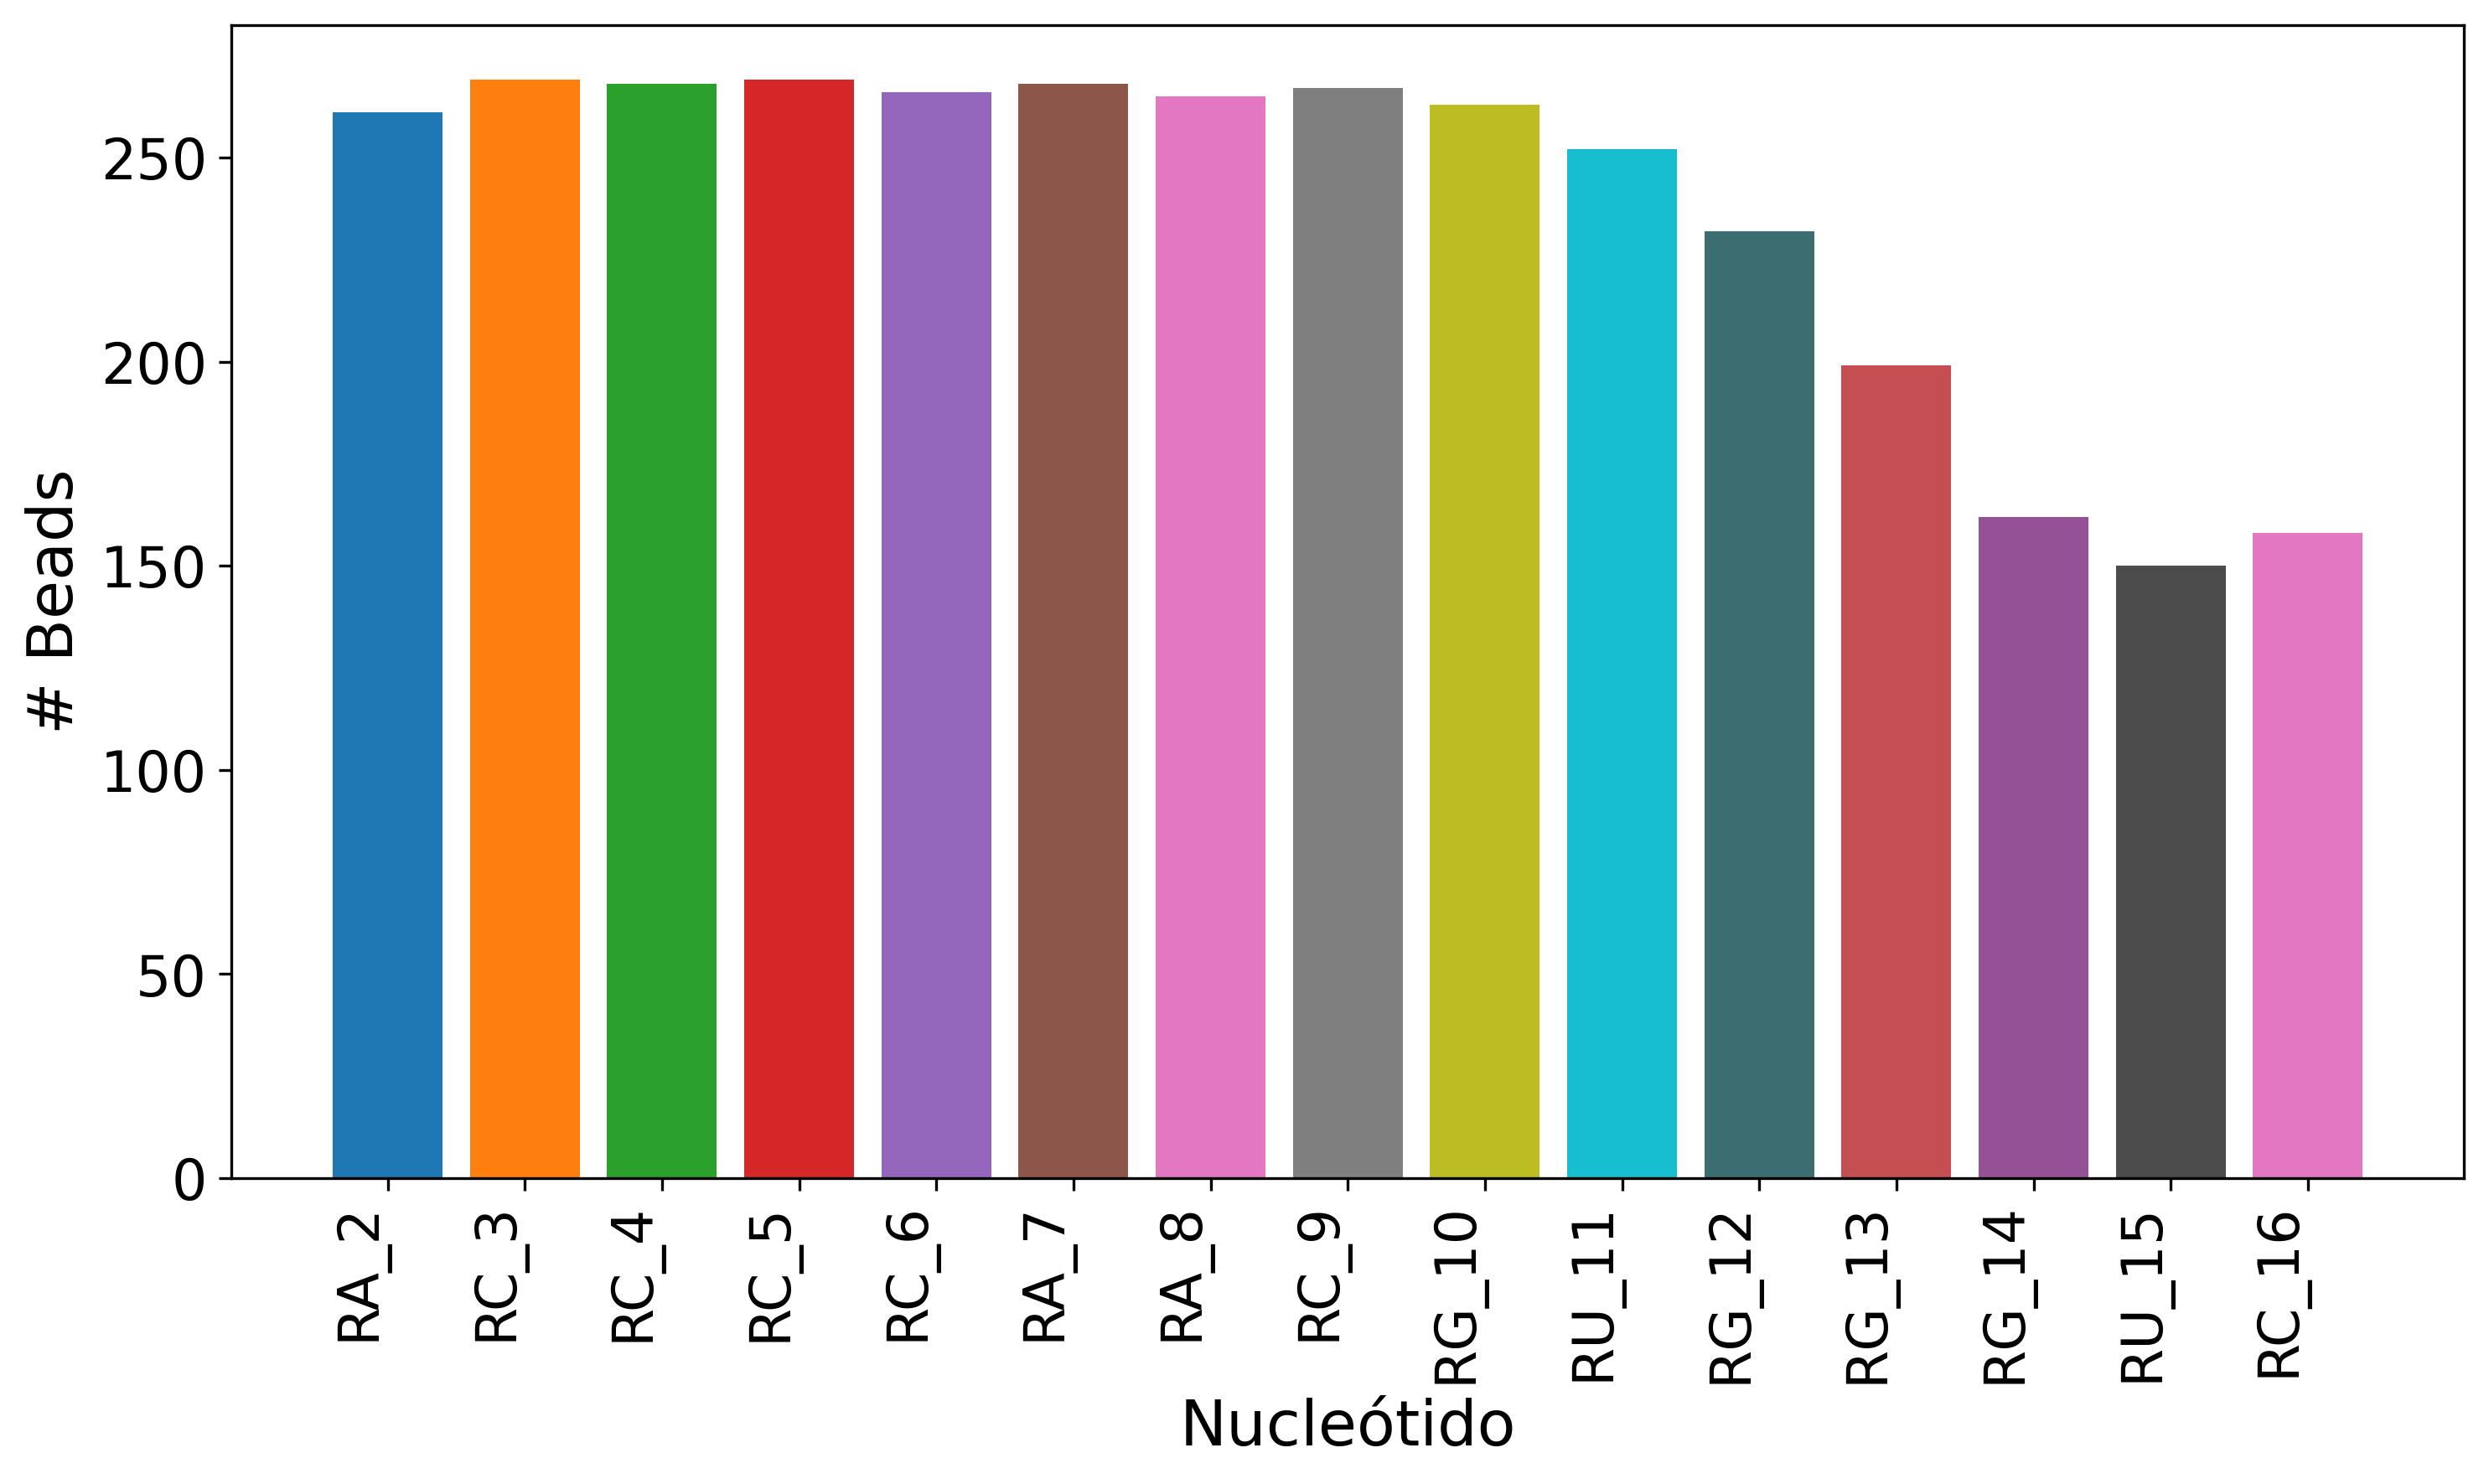 # Beads
250
200
150
100
50
0
RA_2
RC_3
RC_4
RC_5
RC_6
RA_7
RA_8
RC_9
RG_10
RU_11
RG_12
RG_13
RG_14
RU_15
RC_16
Nucleótido